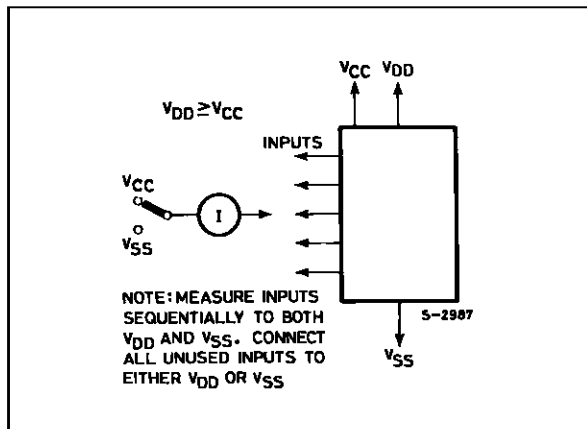 VCC VDD
VDD ≥ VCC
INPUTS
VCC
I
VSS
NOTE: MEASURE INPUTS
SEQUENTIALLY TO BOTH
VDD AND VSS. CONNECT
ALL UNUSED INPUTS TO
EITHER VDD OR VSS
S-2987
VSS